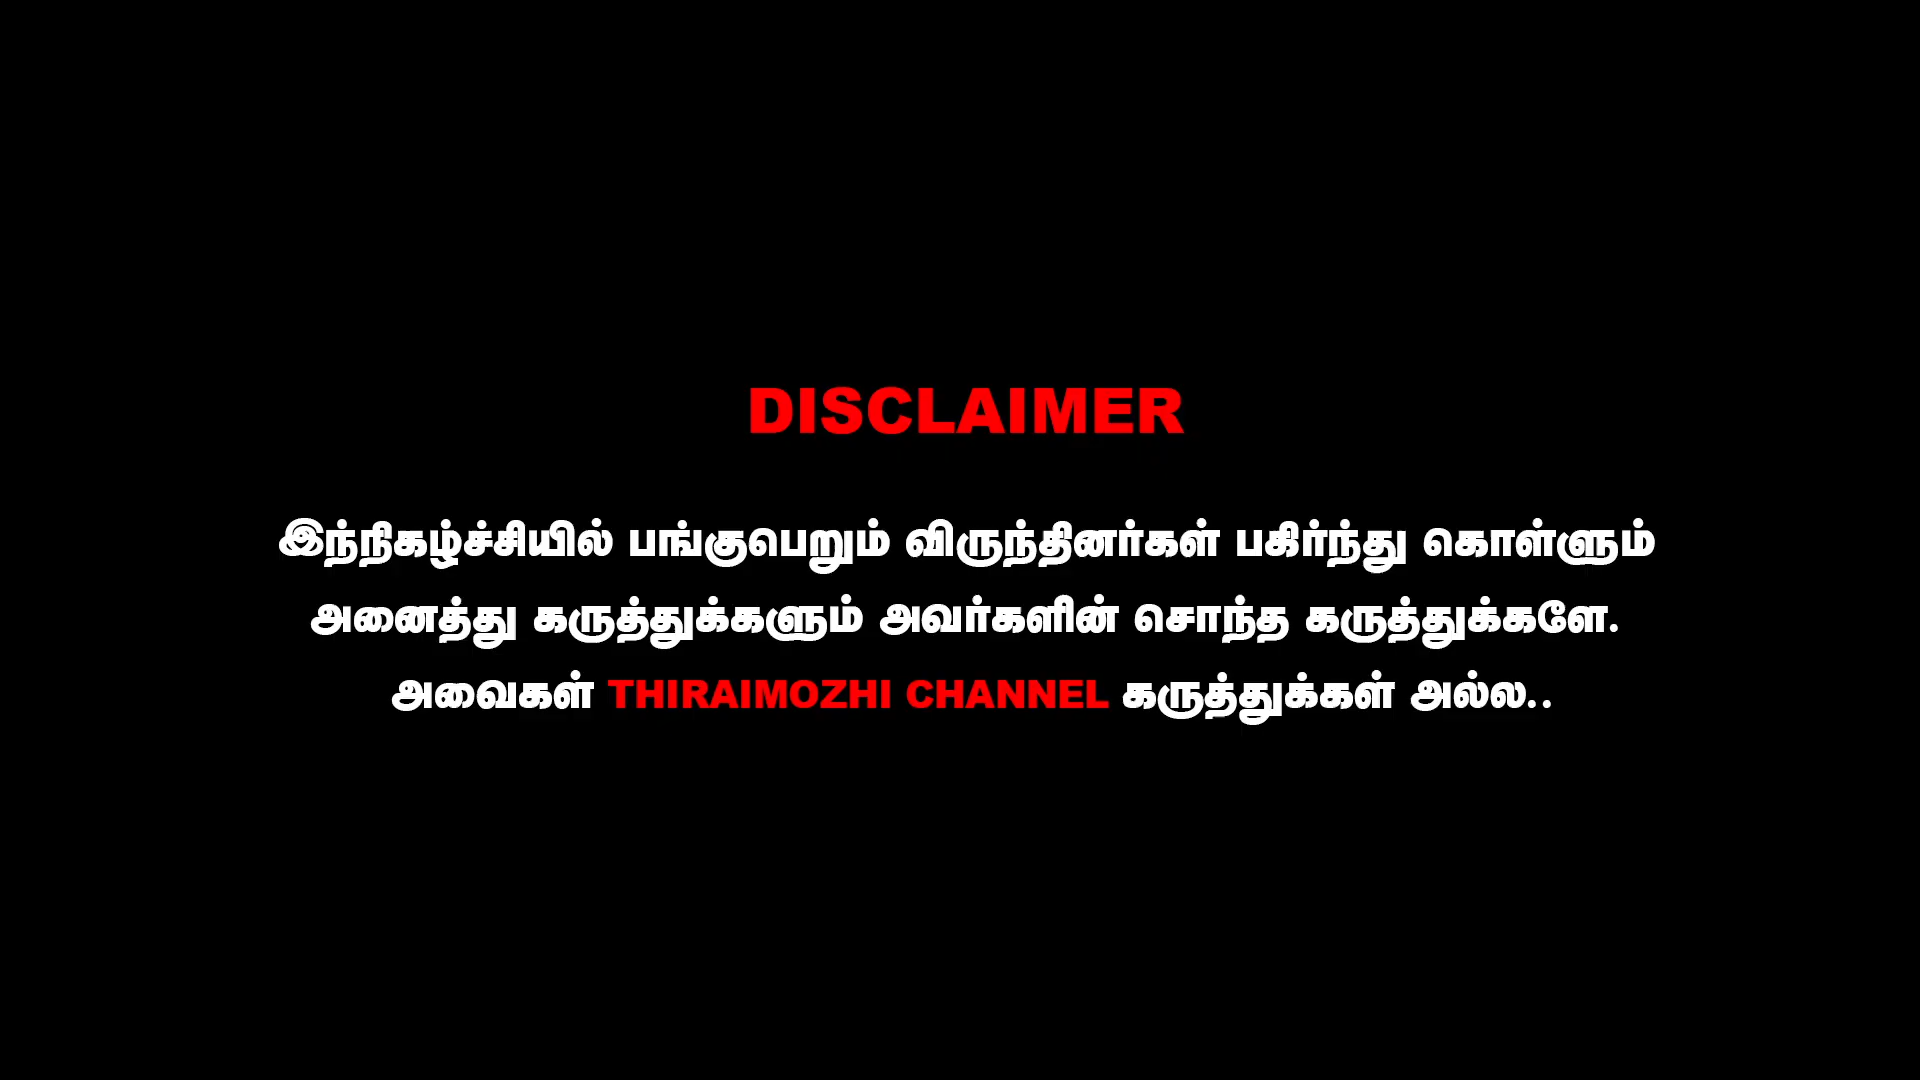 DISCLAIMER
இந்நிகழ்ச்சியில் பங்குபெறும் விருந்தினர்கள் பகிர்ந்து கொள்ளும்
அனைத்து கருத்துக்களும் அவர்களின் சொந்த கருத்துக்களே.
அவைகள் THIRAIMOZHI CHANNEL கருத்துக்கள் அல்ல..